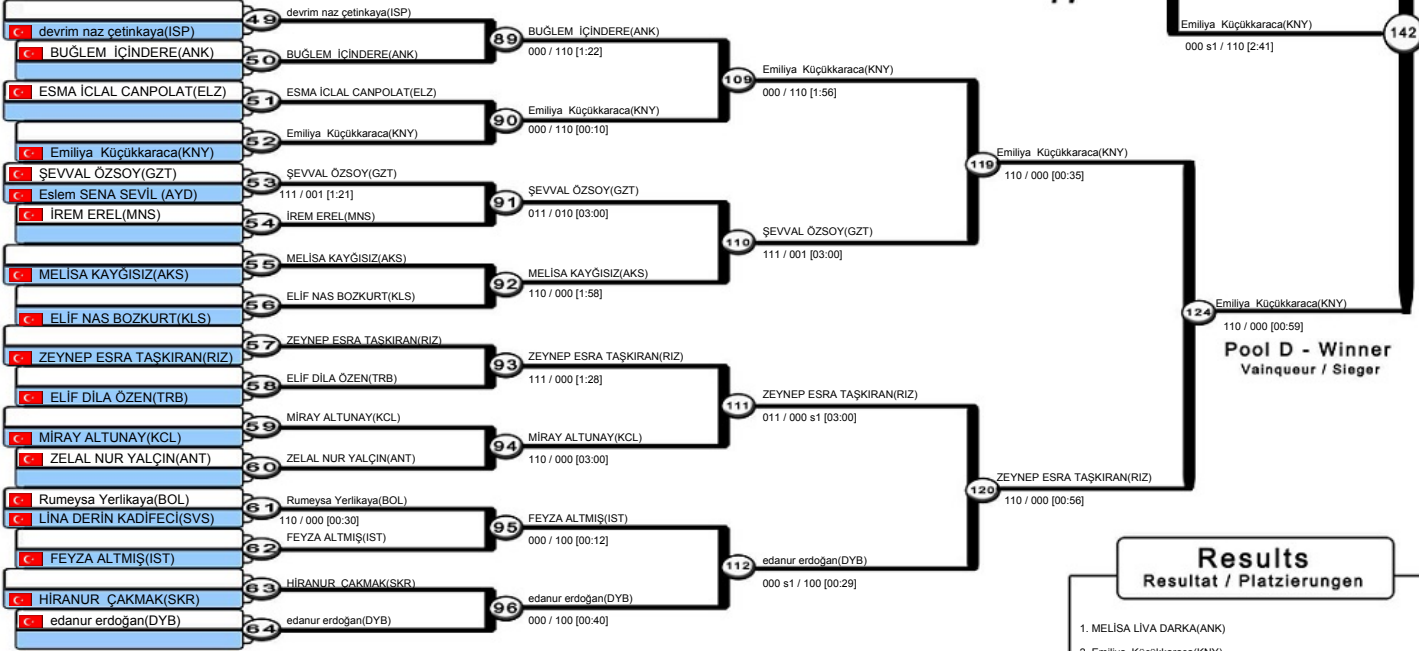 devrim naz çetinkaya(ISP)
BUĞLEM İÇİNDERE(ANK)
ESMA İCLAL CANPOLAT(ELZ)
Emiliya Küçükkaraca(KNY)
ŞEVVAL ÖZSOY(GZT)
Eslem SENA SEVİL (AYD)
İREM EREL(MNS)
MELİSA KAYĞISIZ(AKS)
ELİF NAS BOZKURT(KLS)
ZEYNEP ESRA TAŞKIRAN(RIZ)
ELİF DİLA ÖZEN(TRB)
MİRAY ALTUNAY(KCL)
ZELAL NUR YALÇIN(ANT)
Rumeysa Yerlikaya(BOL)
LİNA DERİN KADİFECİ(SVS)
FEYZA ALTMIŞ(IST)
HİRANUR ÇAKMAK(SKR)
edanur erdoğan(DYB)
49
devrim naz çetinkaya(ISP)
50
BUĞLEM İÇİNDERE(ANK)
51
ESMA İCLAL CANPOLAT(ELZ)
52
Emiliya Küçükkaraca(KNY)
53
ŞEVVAL ÖZSOY(GZT)
111 / 001 [1:21]
54
İREM EREL(MNS)
55
MELİSA KAYĞISIZ(AKS)
56
ELİF NAS BOZKURT(KLS)
57
ZEYNEP ESRA TAŞKIRAN(RIZ)
58
ELİF DİLA ÖZEN(TRB)
59
MİRAY ALTUNAY(KCL)
60
ZELAL NUR YALÇIN(ANT)
61
Rumeysa Yerlikaya(BOL)
110 / 000 [00:30]
62
FEYZA ALTMIŞ(IST)
63
HİRANUR ÇAKMAK(SKR)
64
edanur erdoğan(DYB)
89
BUĞLEM İÇİNDERE(ANK)
000 / 110 [1:22]
90
Emiliya Küçükkaraca(KNY)
000 / 110 [00:10]
91
ŞEVVAL ÖZSOY(GZT)
011 / 010 [03:00]
92
MELİSA KAYĞISIZ(AKS)
110 / 000 [1:58]
93
ZEYNEP ESRA TAŞKIRAN(RIZ)
111 / 000 [1:28]
94
MİRAY ALTUNAY(KCL)
110 / 000 [03:00]
95
FEYZA ALTMIŞ(IST)
000 / 100 [00:12]
96
edanur erdoğan(DYB)
000 / 100 [00:40]
109
Emiliya Küçükkaraca(KNY)
000 / 110 [1:56]
110
ŞEVVAL ÖZSOY(GZT)
111 / 001 [03:00]
111
ZEYNEP ESRA TAŞKIRAN(RIZ)
011 / 000 s1 [03:00]
112
edanur erdoğan(DYB)
000 s1 / 100 [00:29]
119
Emiliya Küçükkaraca(KNY)
110 / 000 [00:35]
120
ZEYNEP ESRA TAŞKIRAN(RIZ)
110 / 000 [00:56]
124
Emiliya Küçükkaraca(KNY)
110 / 000 [00:59]
Pool D - Winner
Vainqueur / Sieger
Emiliya Küçükkaraca(KNY)
000 s1 / 110 [2:41]
142
Results
Resultat / Platzierungen
1. MELİSA LİVA DARKA(ANK)
2. Emiliya Küçükkaraca(KNY)